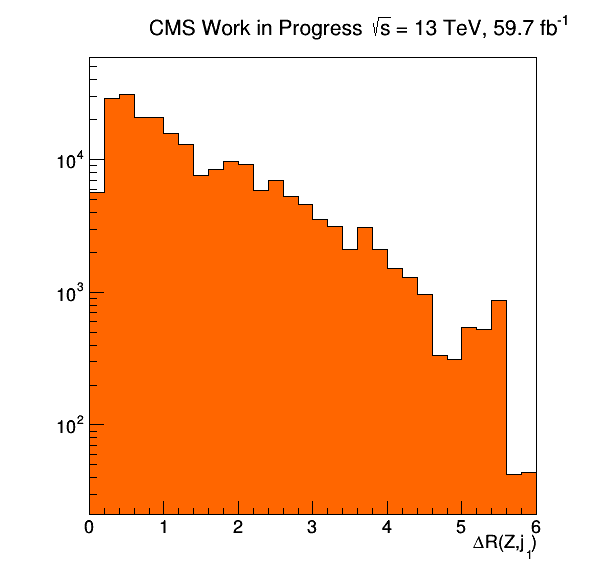 CMS Work in Progress √s = 13 TeV, 59.7 fb⁻¹
10⁴
10³
10²
0 1 2 3 4 5 6
ΔR(Z,j₁)